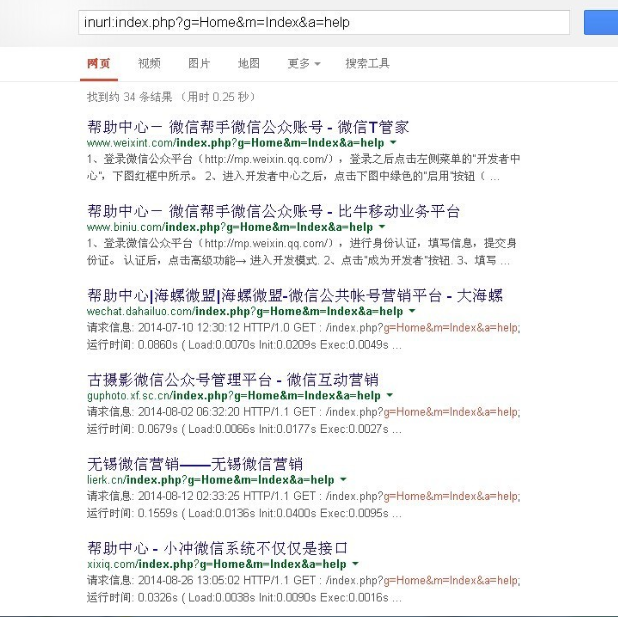 inurl:index.php?g=Home&m=Index&a=help
网页 视频 图片 地图 更多 搜索工具
找到约 34 条结果 （用时 0.25 秒）
帮助中心－ 微信帮手微信公众账号 - 微信T管家
www.weixint.com/index.php?g=Home&m=Index&a=help
1、登录微信公众平台（http://mp.weixin.qq.com/），登录之后点击左侧菜单的“开发者中
心”，下图红框中所示。 2、进入开发者中心之后，点击下图中绿色的“启用”按钮（ ...
帮助中心－ 微信帮手微信公众账号 - 比牛移动业务平台
www.biniu.com/index.php?g=Home&m=Index&a=help
1、登录微信公众平台（http://mp.weixin.qq.com/），进行身份认证，填写信息，提交身
份证。 认证后，点击高级功能→ 进入开发模式. 2、点击“成为开发者”按钮. 3、填写 ...
帮助中心|海螺微盟|海螺微盟-微信公共帐号营销平台 - 大海螺
wechat.dahailuo.com/index.php?g=Home&m=Index&a=help
请求信息: 2014-07-10 12:30:12 HTTP/1.0 GET : /index.php?g=Home&m=Index&a=help;
运行时间: 0.0860s ( Load:0.0070s Init:0.0209s Exec:0.0049s ...
古摄影微信公众号管理平台 - 微信互动营销
guphoto.xf.sc.cn/index.php?g=Home&m=Index&a=help
请求信息: 2014-08-02 06:32:20 HTTP/1.1 GET : /index.php?g=Home&m=Index&a=help;
运行时间: 0.0679s ( Load:0.0066s Init:0.0177s Exec:0.0027s ...
无锡微信营销——无锡微信营销
lierk.cn/index.php?g=Home&m=Index&a=help
请求信息: 2014-08-12 02:33:25 HTTP/1.1 GET : /index.php?g=Home&m=Index&a=help;
运行时间: 0.1559s ( Load:0.0136s Init:0.0400s Exec:0.0095s ...
帮助中心 - 小冲微信系统不仅仅是接口
xixiq.com/index.php?g=Home&m=Index&a=help
请求信息: 2014-08-26 13:05:02 HTTP/1.1 GET : /index.php?g=Home&m=Index&a=help;
运行时间: 0.0326s ( Load:0.0038s Init:0.0090s Exec:0.0016s ...